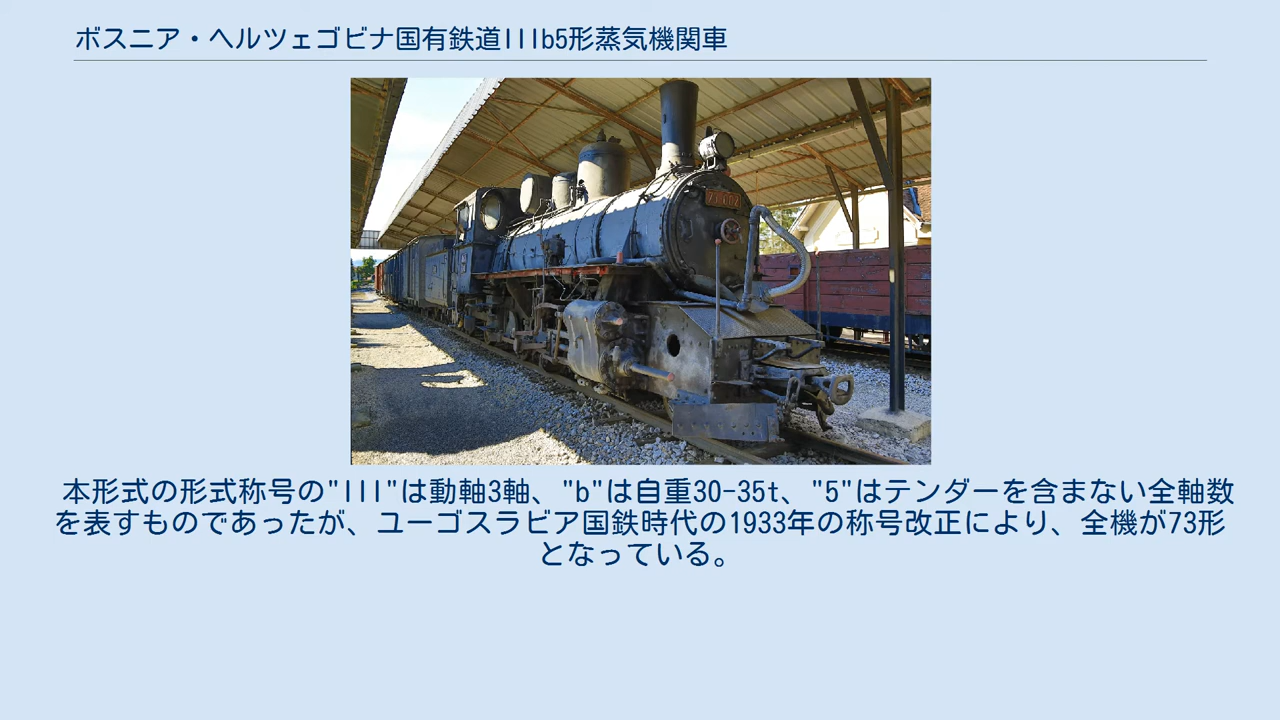 ボスニア・ヘルツェゴビナ国有鉄道IIIb5形蒸気機関車
本形式の形式称号の"III"は動軸3軸、"b"は自重30-35t、"5"はテンダーを含まない全軸数
を表すものであったが、ユーゴスラビア国鉄時代の1933年の称号改正により、全機が73形
となっている。